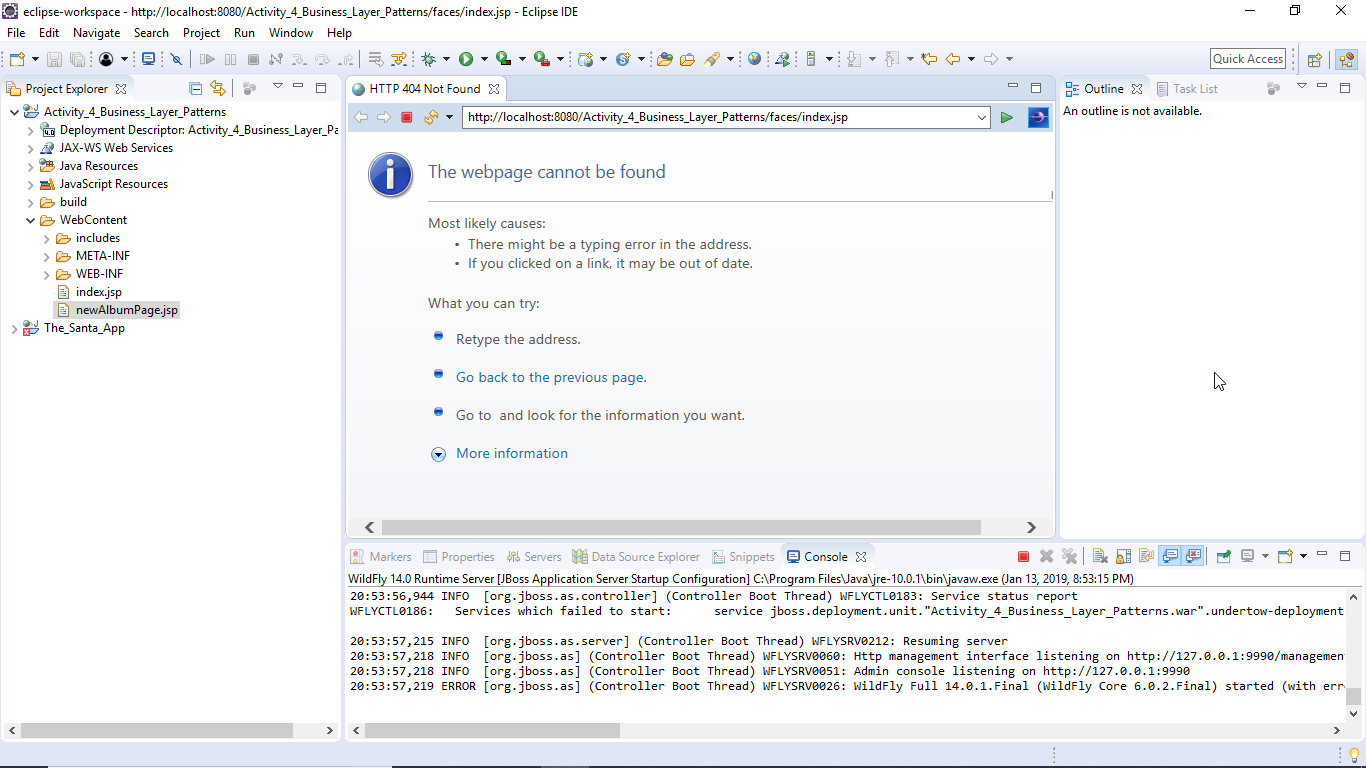 eclipse-workspace - http://localhost:8080/Activity_4_Business_Layer_Patterns/faces/index.jsp - Eclipse IDE
File Edit Navigate Search Project Run Window Help
Quick Access
Project Explorer
Activity_4_Business_Layer_Patterns
Deployment Descriptor: Activity_4_Business_Layer_Pa
JAX-WS Web Services
Java Resources
JavaScript Resources
build
WebContent
includes
META-INF
WEB-INF
index.jsp
newAlbumPage.jsp
The_Santa_App
HTTP 404 Not Found
http://localhost:8080/Activity_4_Business_Layer_Patterns/faces/index.jsp
The webpage cannot be found
Most likely causes:
• There might be a typing error in the address.
• If you clicked on a link, it may be out of date.
What you can try:
Retype the address.
Go back to the previous page.
Go to  and look for the information you want.
More information
Outline Task List
An outline is not available.
Markers Properties Servers Data Source Explorer Snippets Console
WildFly 14.0 Runtime Server [JBoss Application Server Startup Configuration] C:\Program Files\Java\jre-10.0.1\bin\javaw.exe (Jan 13, 2019, 8:53:15 PM)
20:53:56,944 INFO  [org.jboss.as.controller] (Controller Boot Thread) WFLYCTL0183: Service status report
WFLYCTL0186:   Services which failed to start:      service jboss.deployment.unit."Activity_4_Business_Layer_Patterns.war".undertow-deployment
20:53:57,215 INFO  [org.jboss.as.server] (Controller Boot Thread) WFLYSRV0212: Resuming server
20:53:57,218 INFO  [org.jboss.as] (Controller Boot Thread) WFLYSRV0060: Http management interface listening on http://127.0.0.1:9990/managemen
20:53:57,218 INFO  [org.jboss.as] (Controller Boot Thread) WFLYSRV0051: Admin console listening on http://127.0.0.1:9990
20:53:57,219 ERROR [org.jboss.as] (Controller Boot Thread) WFLYSRV0026: WildFly Full 14.0.1.Final (WildFly Core 6.0.2.Final) started (with err